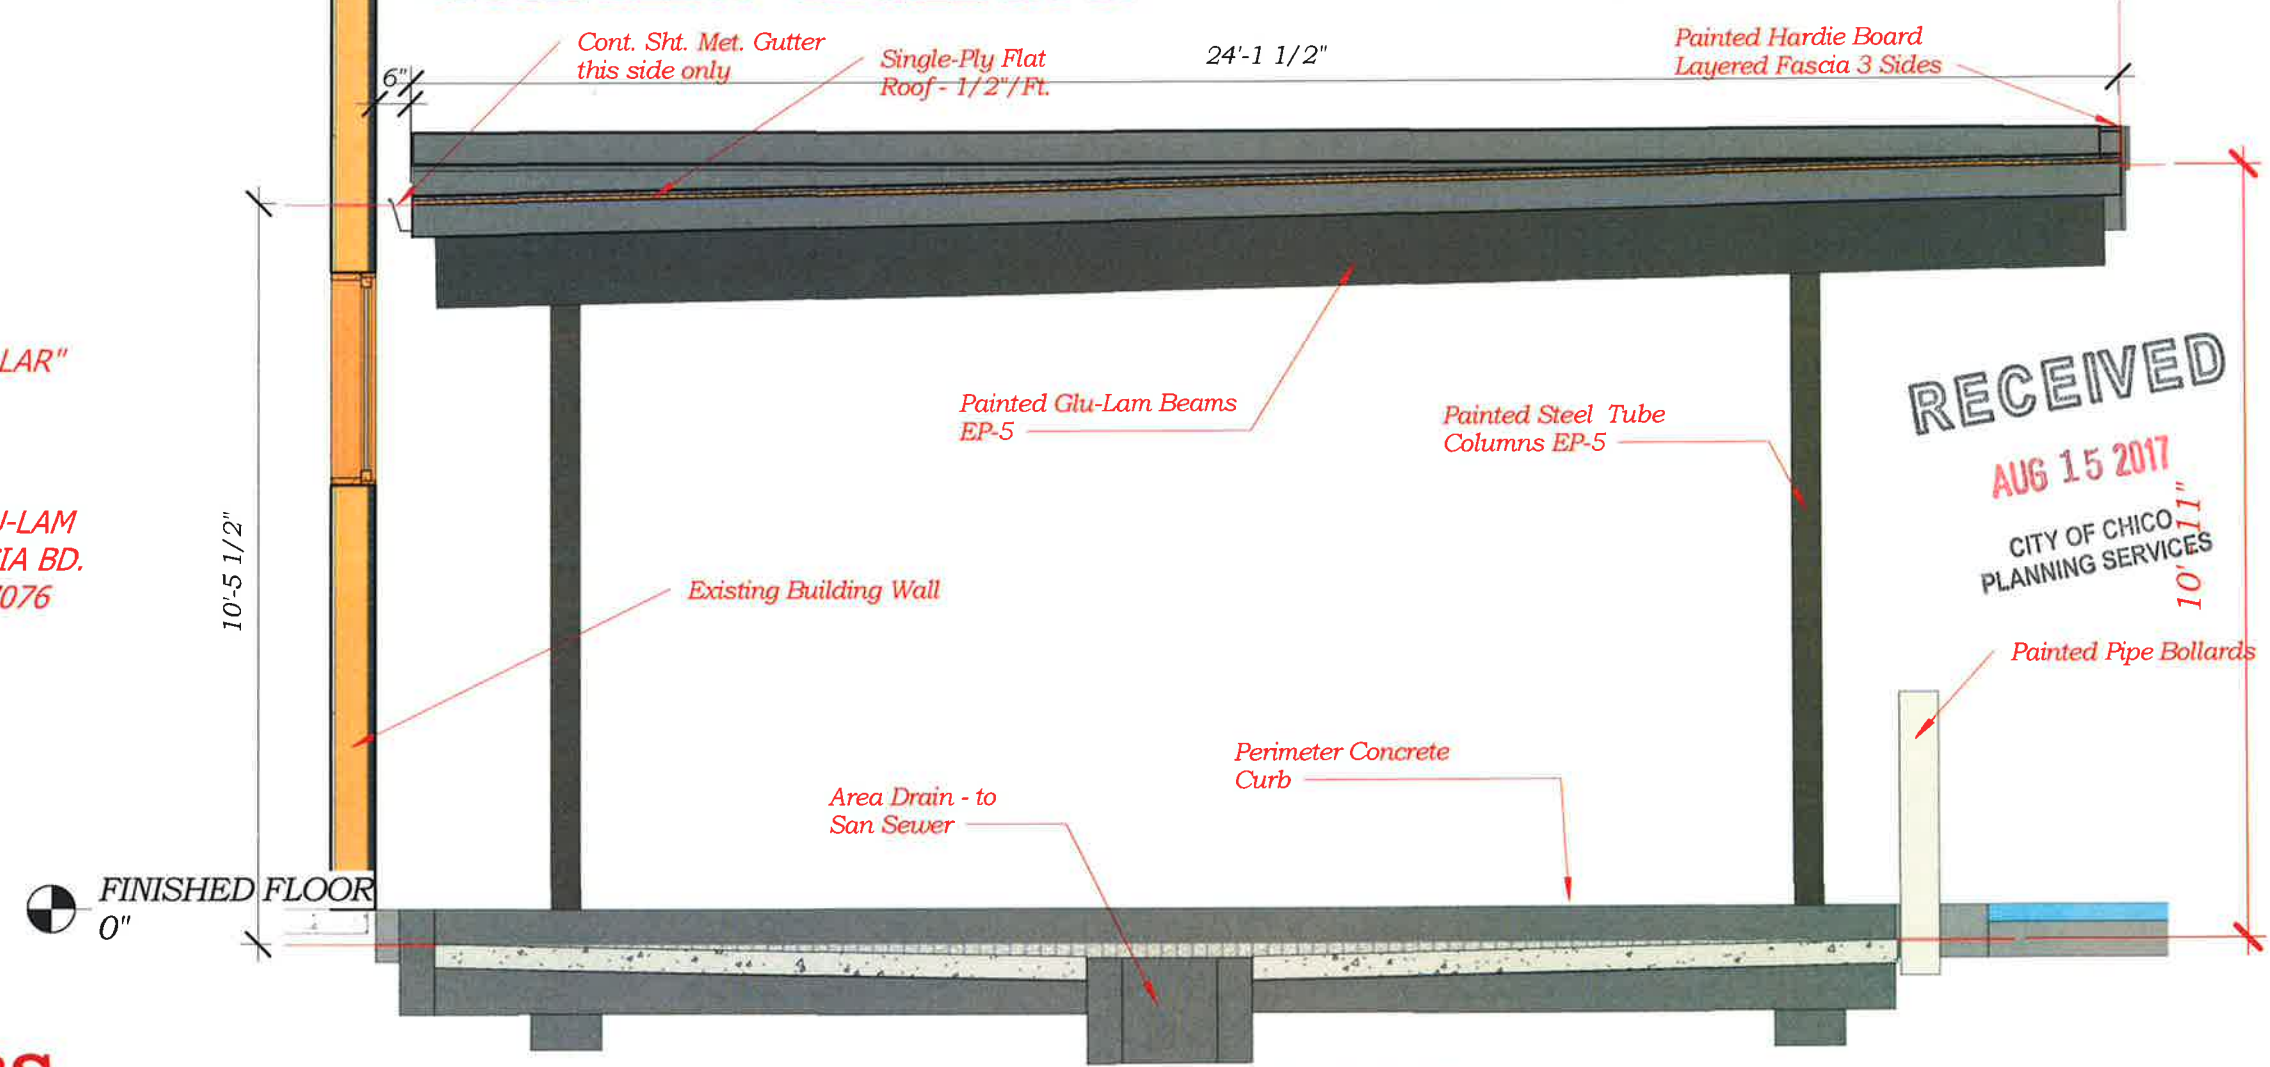 Cont. Sht. Met. Gutter
this side only
6"
Single-Ply Flat
Roof - 1/2"/Ft.
24'-1 1/2"
Painted Hardie Board
Layered Fascia 3 Sides
LAR"
Painted Glu-Lam Beams
EP-5
Painted Steel Tube
Columns EP-5
RECEIVED
AUG 15 2017
CITY OF CHICO
PLANNING SERVICES
10' 11"
-LAM
IA BD.
076
10'-5 1/2"
Existing Building Wall
Painted Pipe Bollards
Perimeter Concrete
Curb
Area Drain - to
San Sewer
FINISHED FLOOR
0"